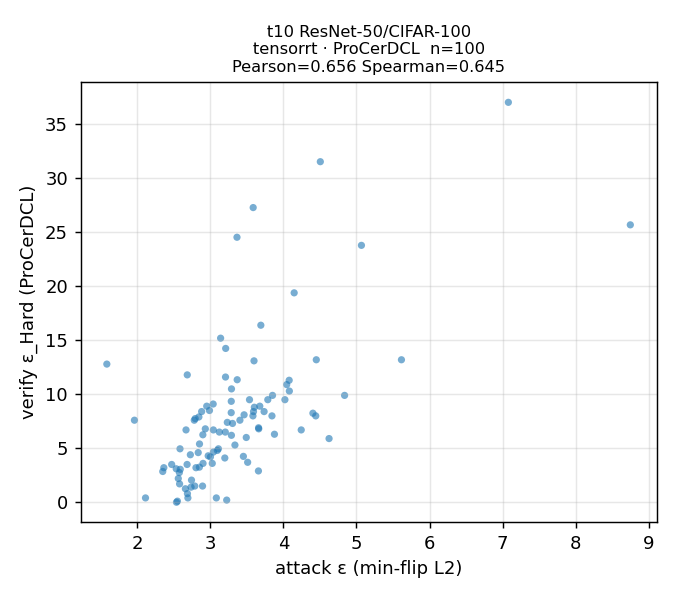 t10 ResNet-50/CIFAR-100
tensorrt · ProCerDCL  n=100
Pearson=0.656 Spearman=0.645
verify ε_Hard (ProCerDCL)
35
30
25
20
15
10
5
0
2 3 4 5 6 7 8 9
attack ε (min-flip L2)